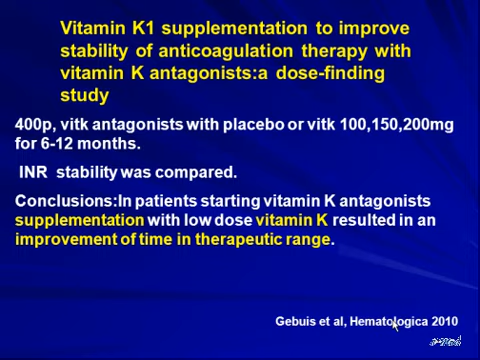 Vitamin K1 supplementation to improve
stability of anticoagulation therapy with
vitamin K antagonists:a dose-finding
study
400p, vitk antagonists with placebo or vitk 100,150,200mg
for 6-12 months.
INR stability was compared.
Conclusions:In patients starting vitamin K antagonists
supplementation with low dose vitamin K resulted in an
improvement of time in therapeutic range.
Gebuis et al, Hematologica 2010